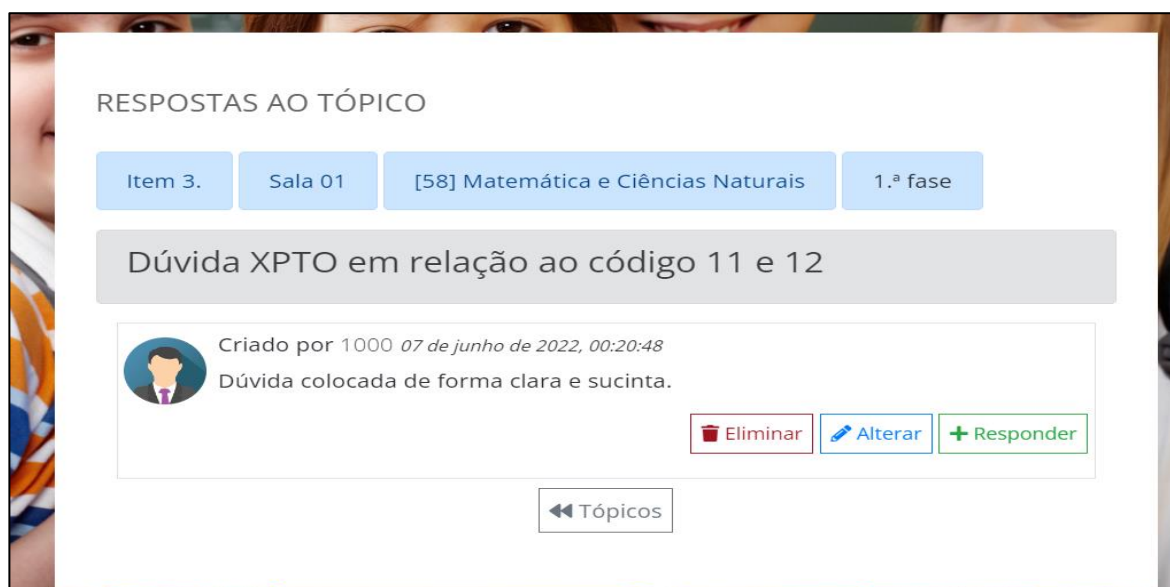 RESPOSTAS AO TÓPICO
Item 3. Sala 01 [58] Matemática e Ciências Naturais 1.ª fase
Dúvida XPTO em relação ao código 11 e 12
Criado por 1000 07 de junho de 2022, 00:20:48
Dúvida colocada de forma clara e sucinta.
Eliminar Alterar Responder
Tópicos